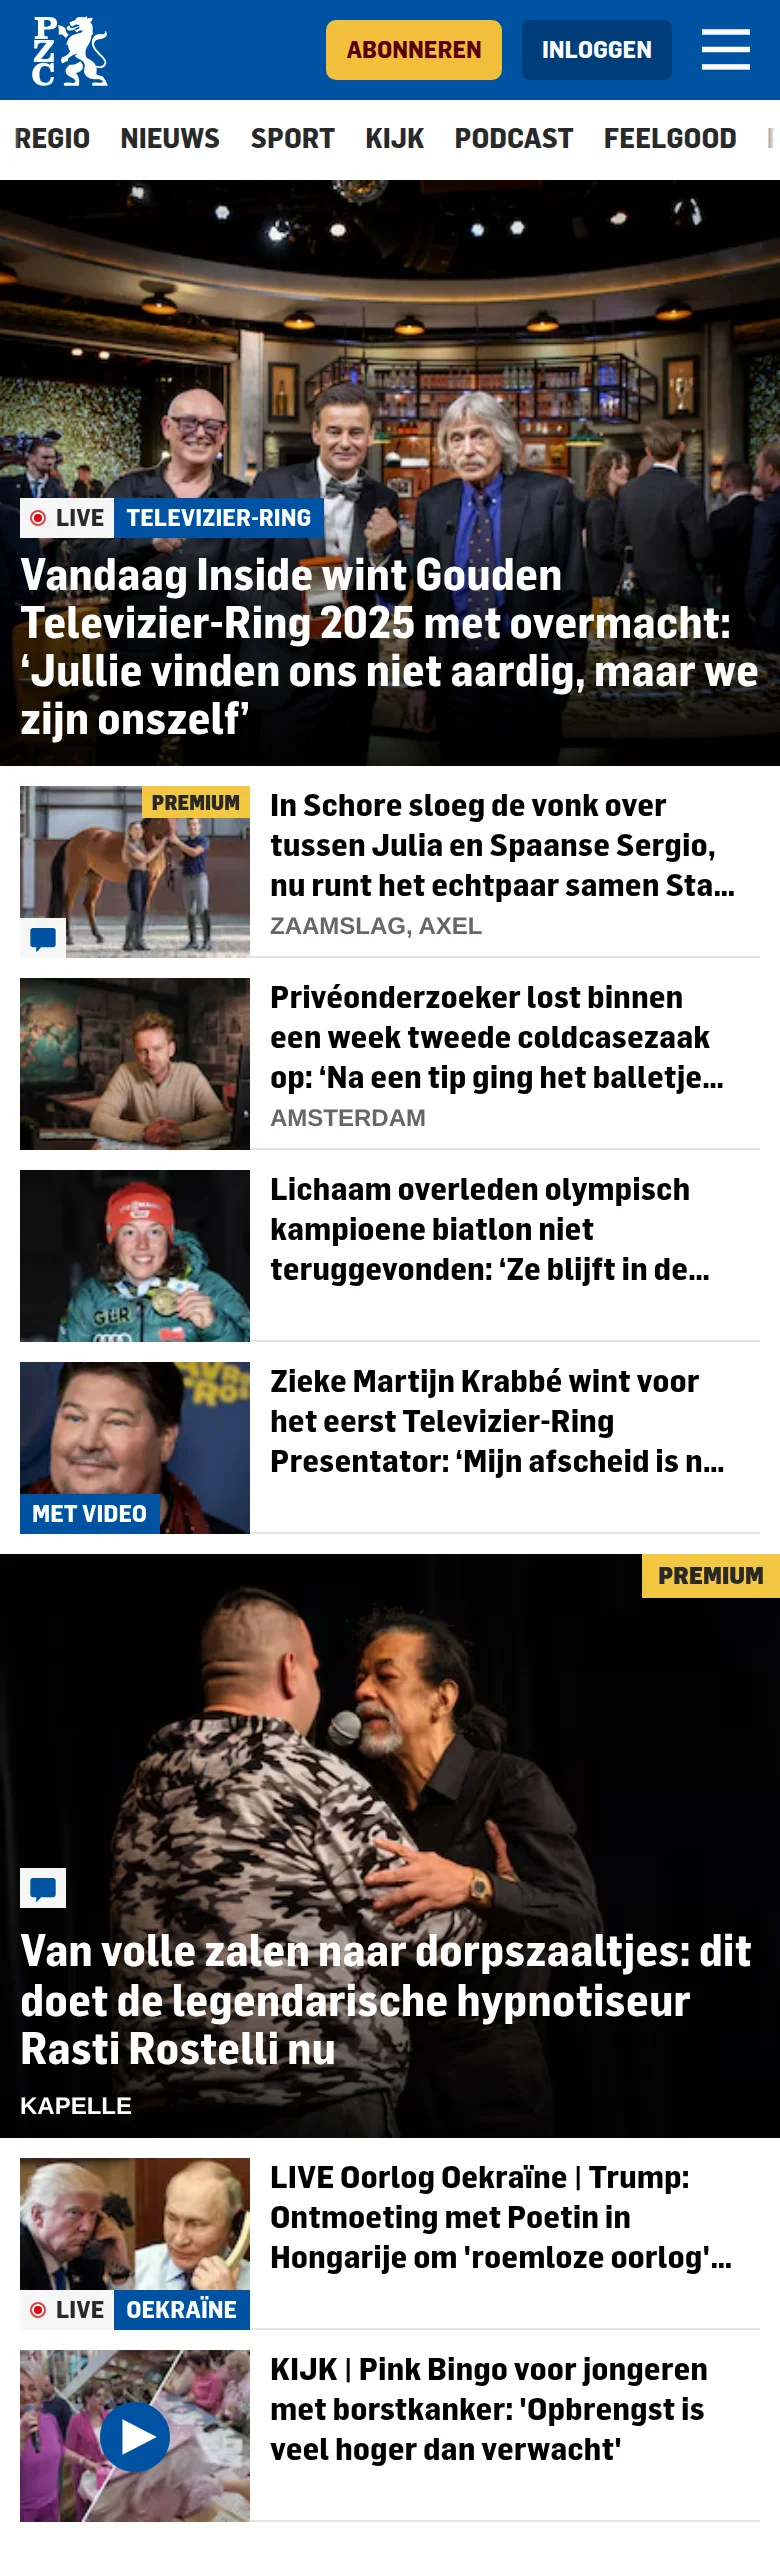 PZC
ABONNEREN
INLOGGEN
REGIO NIEUWS SPORT KIJK PODCAST FEELGOOD
LIVE TELEVIZIER-RING
Vandaag Inside wint Gouden
Televizier-Ring 2025 met overmacht:
‘Jullie vinden ons niet aardig, maar we
zijn onszelf’
PREMIUM
In Schore sloeg de vonk over
tussen Julia en Spaanse Sergio,
nu runt het echtpaar samen Sta...
ZAAMSLAG, AXEL
Privéonderzoeker lost binnen
een week tweede coldcasezaak
op: ‘Na een tip ging het balletje...
AMSTERDAM
GER
Lichaam overleden olympisch
kampioene biatlon niet
teruggevonden: ‘Ze blijft in de...
MET VIDEO
Zieke Martijn Krabbé wint voor
het eerst Televizier-Ring
Presentator: ‘Mijn afscheid is n...
PREMIUM
Van volle zalen naar dorpszaaltjes: dit
doet de legendarische hypnotiseur
Rasti Rostelli nu
KAPELLE
LIVE OEKRAÏNE
LIVE Oorlog Oekraïne | Trump:
Ontmoeting met Poetin in
Hongarije om 'roemloze oorlog'...
KIJK | Pink Bingo voor jongeren
met borstkanker: 'Opbrengst is
veel hoger dan verwacht'